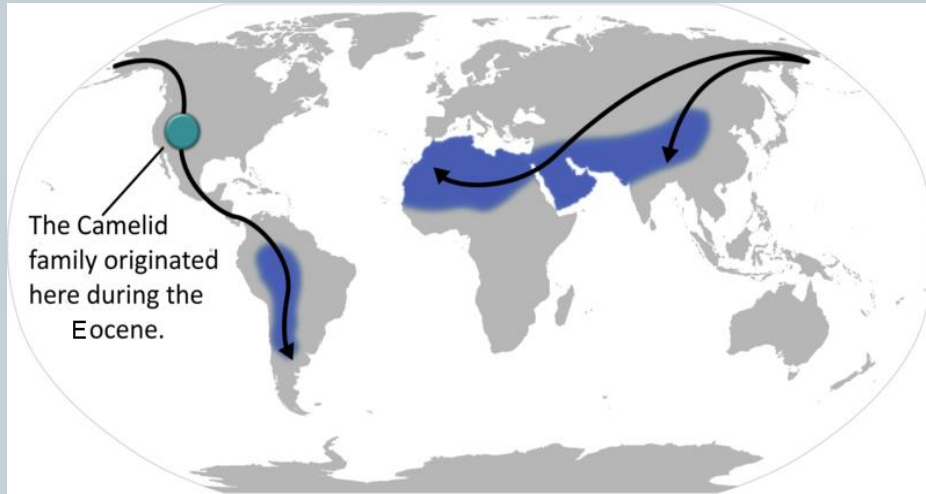 The Camelid
family originated
here during the
Eocene.